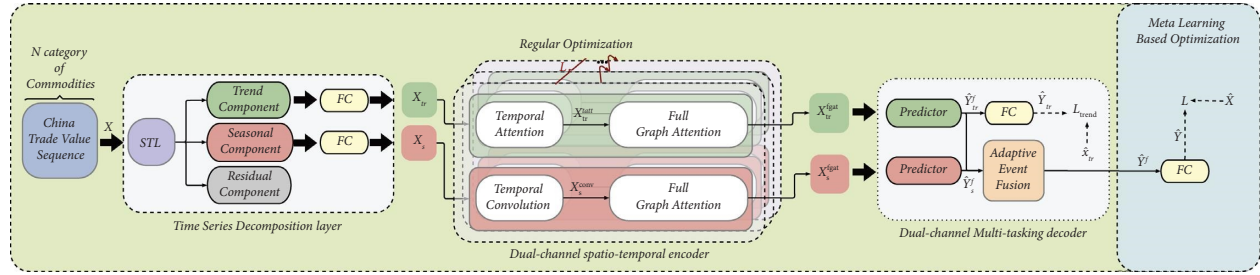 N category
of
Commodities
China
Trade Value
Sequence
X
STL
Trend
Component
Seasonal
Component
Residual
Component
FC
FC
Time Series Decomposition layer
X_tr
X_s
Regular Optimization
L
Temporal
Attention
X_tr^tatt
Full
Graph Attention
Temporal
Convolution
X_s^conv
Full
Graph Attention
Dual-channel spatio-temporal encoder
X_tr^fgat
X_s^fgat
Predictor
Ŷ_tr^f
FC
Ŷ_tr
L_trend
x̂_tr
Predictor
Ŷ_s^f
Adaptive
Event
Fusion
Dual-channel Multi-tasking decoder
Meta Learning
Based Optimization
L
X̂
Ŷ
Ŷ^f
FC